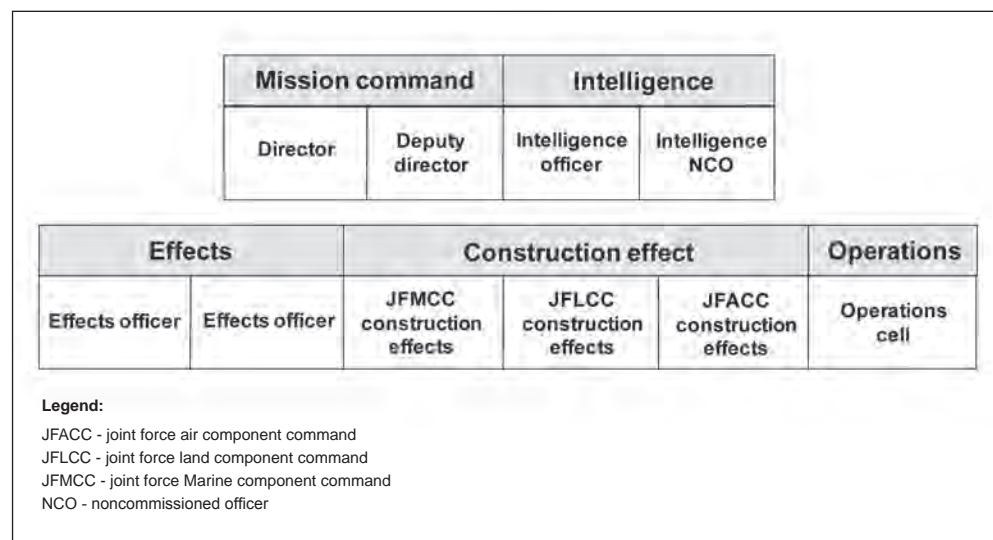 Mission command Intelligence
Director Deputy director Intelligence officer Intelligence NCO
Effects Construction effect Operations
Effects officer Effects officer JFMCC construction effects JFLCC construction effects JFACC construction effects Operations cell
Legend:
JFACC - joint force air component command
JFLCC - joint force land component command
JFMCC - joint force Marine component command
NCO - noncommissioned officer